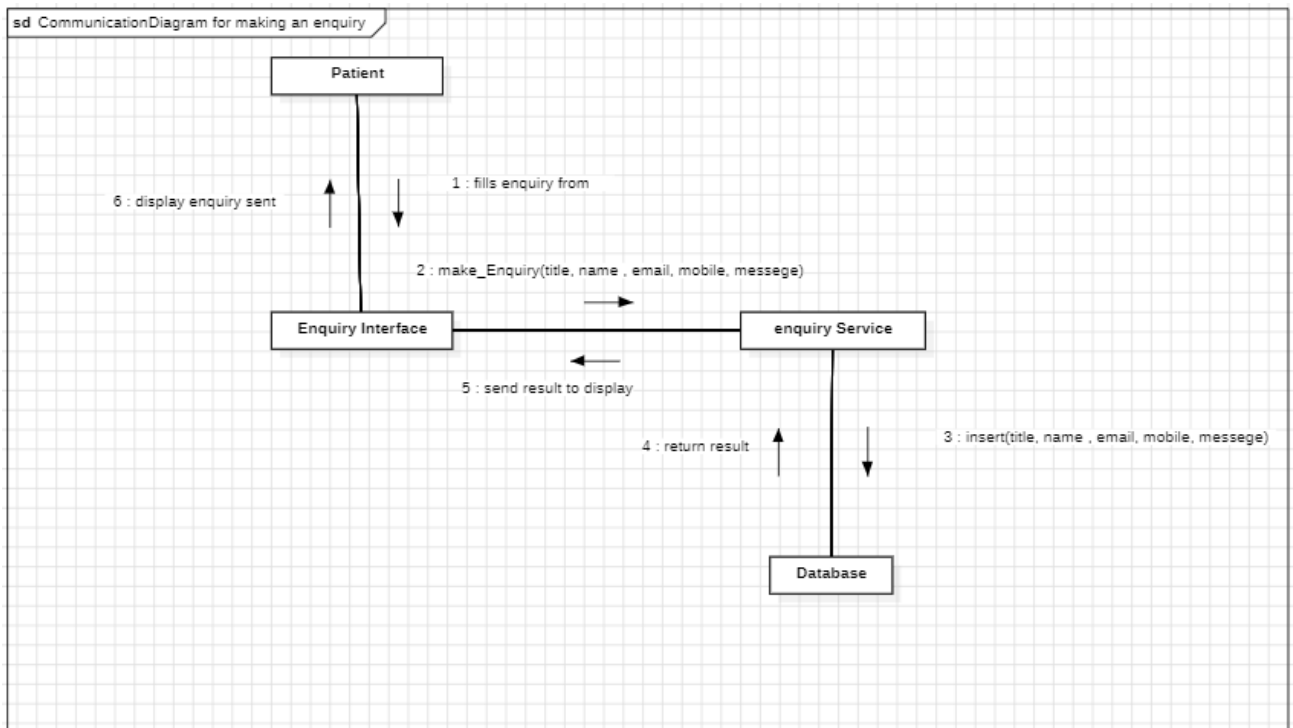 sd CommunicationDiagram for making an enquiry
Patient
1 : fills enquiry from
6 : display enquiry sent
2 : make_Enquiry(title, name , email, mobile, messege)
Enquiry Interface
enquiry Service
5 : send result to display
3 : insert(title, name , email, mobile, messege)
4 : return result
Database